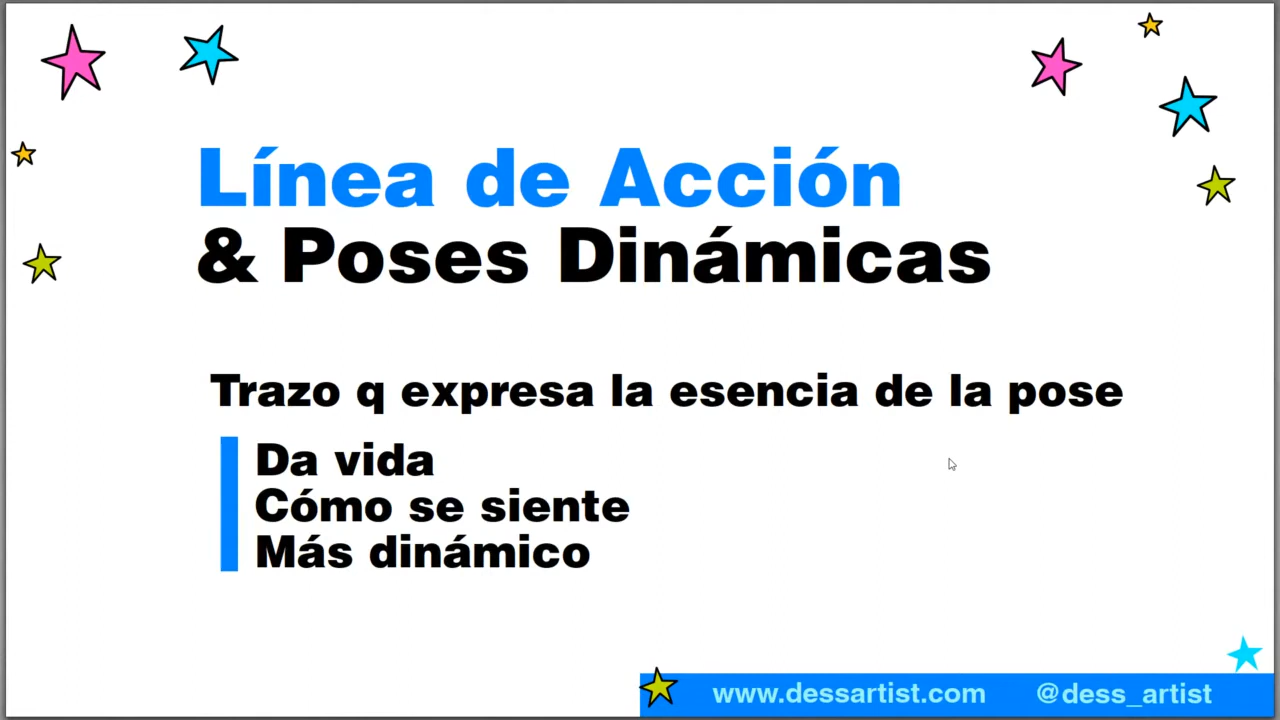 Línea de Acción
& Poses Dinámicas
Trazo q expresa la esencia de la pose
Da vida
Cómo se siente
Más dinámico
www.dessartist.com @dess_artist